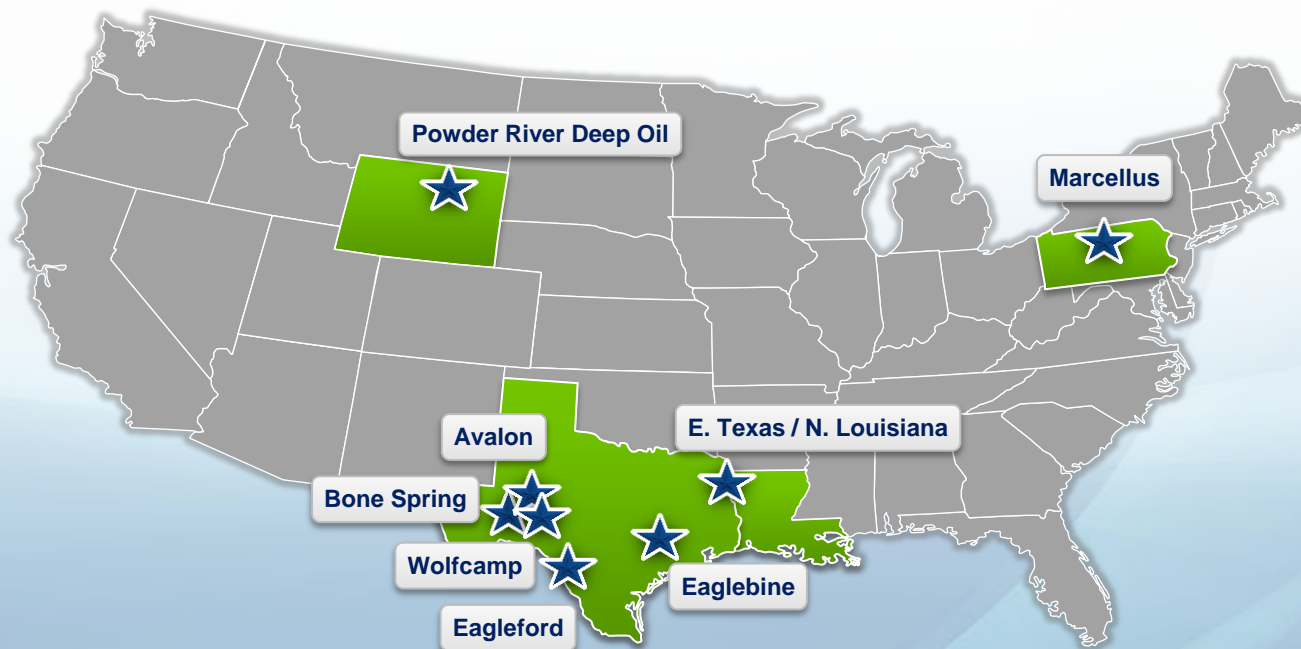 Powder River Deep Oil
Marcellus
Avalon
E. Texas / N. Louisiana
Bone Spring
Wolfcamp
Eaglebine
Eagleford